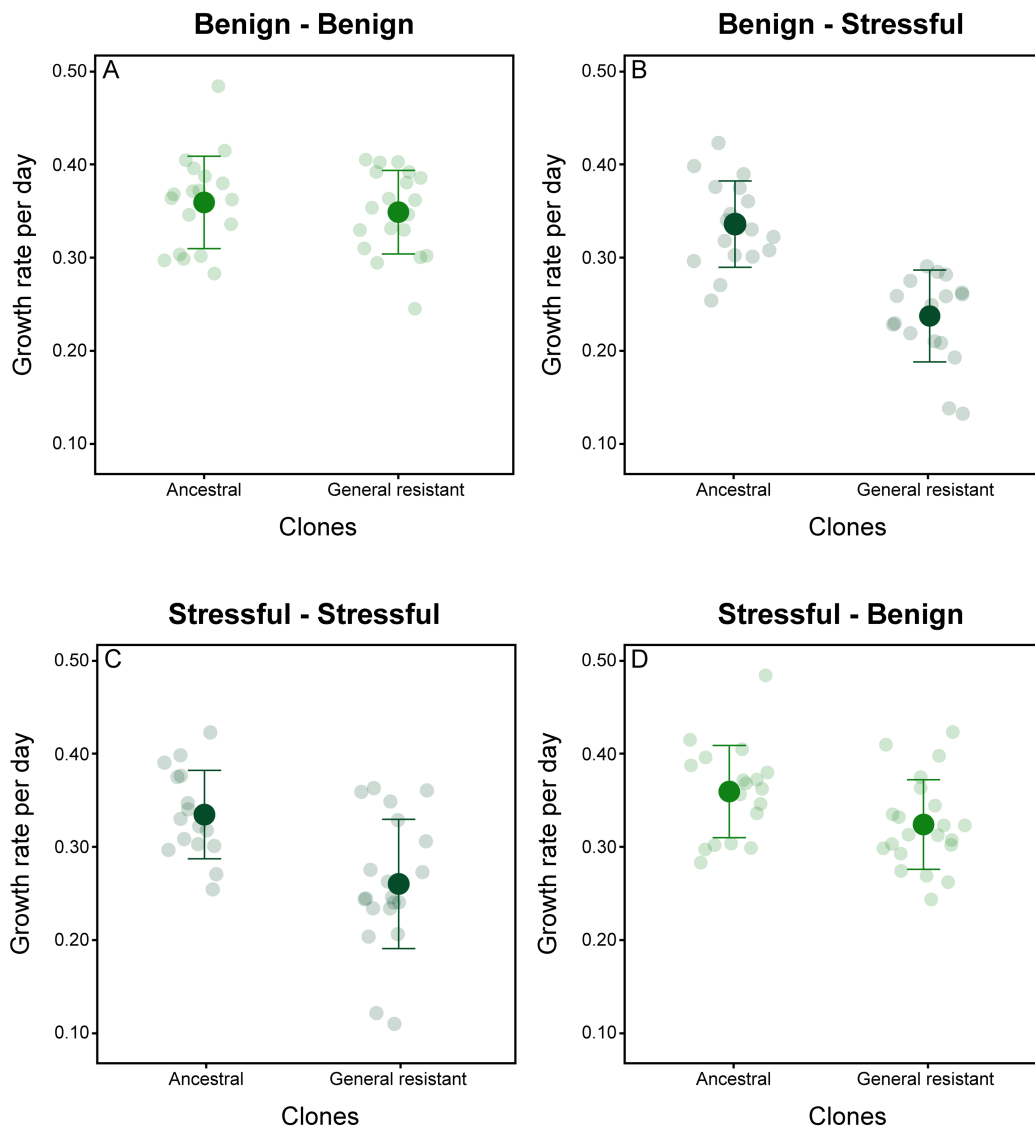 Benign - Benign
A
0.50
0.40
0.30
0.20
0.10
Growth rate per day
Ancestral
General resistant
Clones
Benign - Stressful
B
0.50
0.40
0.30
0.20
0.10
Growth rate per day
Ancestral
General resistant
Clones
Stressful - Stressful
C
0.50
0.40
0.30
0.20
0.10
Growth rate per day
Ancestral
General resistant
Clones
Stressful - Benign
D
0.50
0.40
0.30
0.20
0.10
Growth rate per day
Ancestral
General resistant
Clones